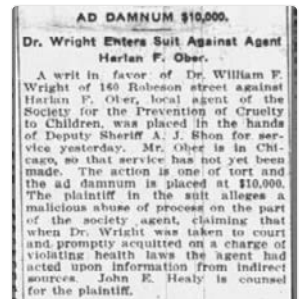 AD DAMNUM $10,000.
Dr. Wright Enters Suit Against Agent
Harlan F. Ober.
A writ in favor of Dr. William F.
Wright of 160 Robeson street against
Harlan F. Ober, local agent of the
Society for the Prevention of Cruelty
to Children, was placed in the hands
of Deputy Sheriff A. J. Shon for ser-
vice yesterday. Mr. Ober is in Chi-
cago, so that service has not yet been
made. The action is one of tort and
the ad damnum is placed at $10,000.
The plaintiff in the suit alleges a
malicious abuse of process on the part
of the society agent, claiming that
when Dr. Wright was taken to court
and promptly acquitted on a charge of
violating health laws the agent had
acted upon information from indirect
sources. John E. Healy is counsel
for the plaintiff.